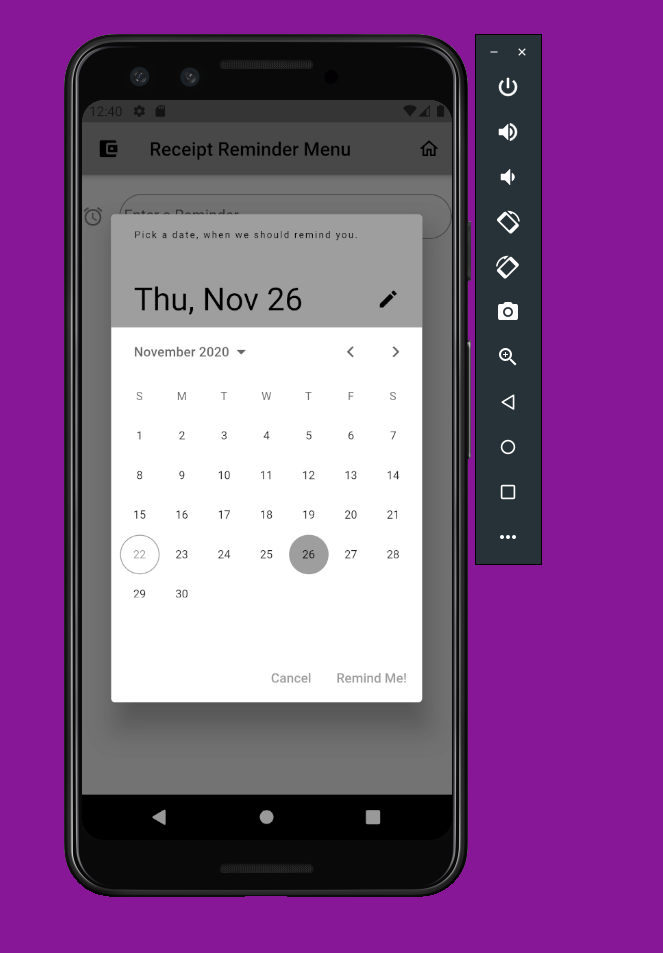 12:40
Receipt Reminder Menu
Enter a Reminder
Pick a date, when we should remind you.
Thu, Nov 26
November 2020
S M T W T F S
1 2 3 4 5 6 7
8 9 10 11 12 13 14
15 16 17 18 19 20 21
22 23 24 25 26 27 28
29 30
Cancel Remind Me!